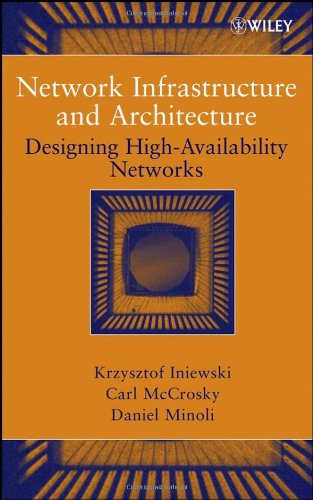 WILEY
Network Infrastructure
and Architecture
Designing High-Availability
Networks
Krzysztof Iniewski
Carl McCrosky
Daniel Minoli